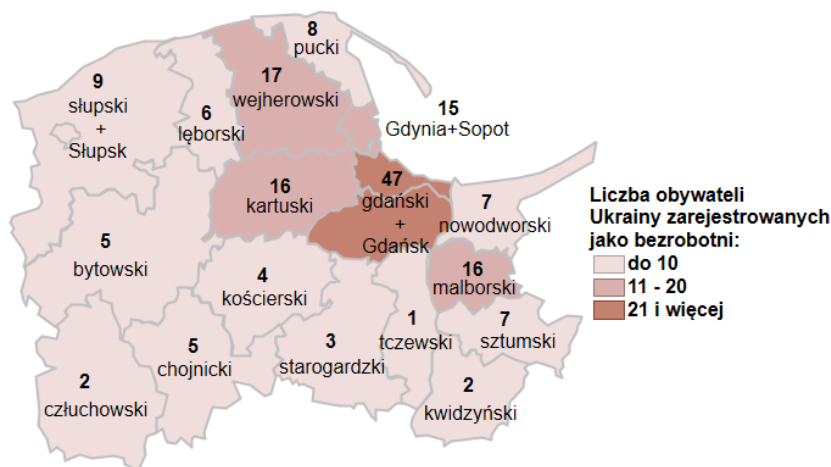 8
pucki
17
wejherowski
9
słupski
+
Słupsk
6
lęborski
15
Gdynia+Sopot
47
gdański
+
Gdańsk
16
kartuski
7
nowodworski
5
bytowski
4
kościerski
16
malborski
1
tczewski
7
sztumski
3
starogardzki
5
chojnicki
2
człuchowski
2
kwidzyński
Liczba obywateli
Ukrainy zarejestrowanych
jako bezrobotni:
do 10
11 - 20
21 i więcej